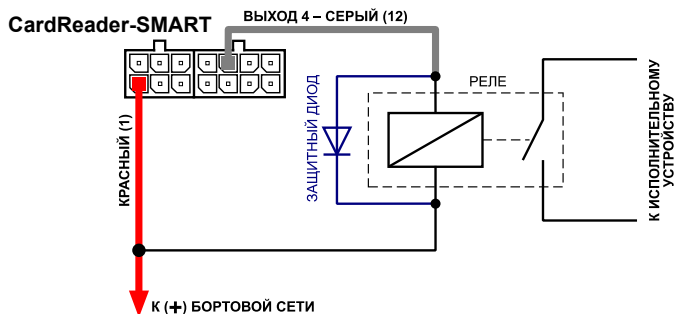 ВЫХОД 4 – СЕРЫЙ (12)
CardReader-SMART
РЕЛЕ
ЗАЩИТНЫЙ ДИОД
КРАСНЫЙ (1)
К ИСПОЛНИТЕЛЬНОМУ
УСТРОЙСТВУ
К (+) БОРТОВОЙ СЕТИ